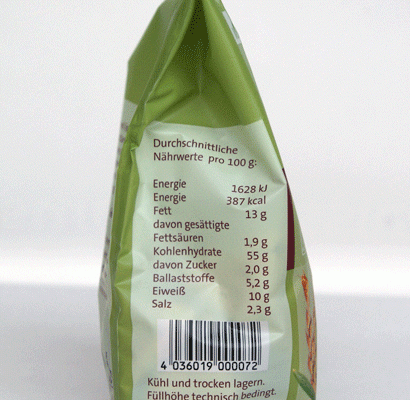 Durchschnittliche
Nährwerte pro 100 g:
Energie 1628 kJ
Energie 387 kcal
Fett 13 g
davon gesättigte
Fettsäuren 1,9 g
Kohlenhydrate 55 g
davon Zucker 2,0 g
Ballaststoffe 5,2 g
Eiweiß 10 g
Salz 2,3 g
4 036019 000072
Kühl und trocken lagern.
Füllhöhe technisch bedingt.